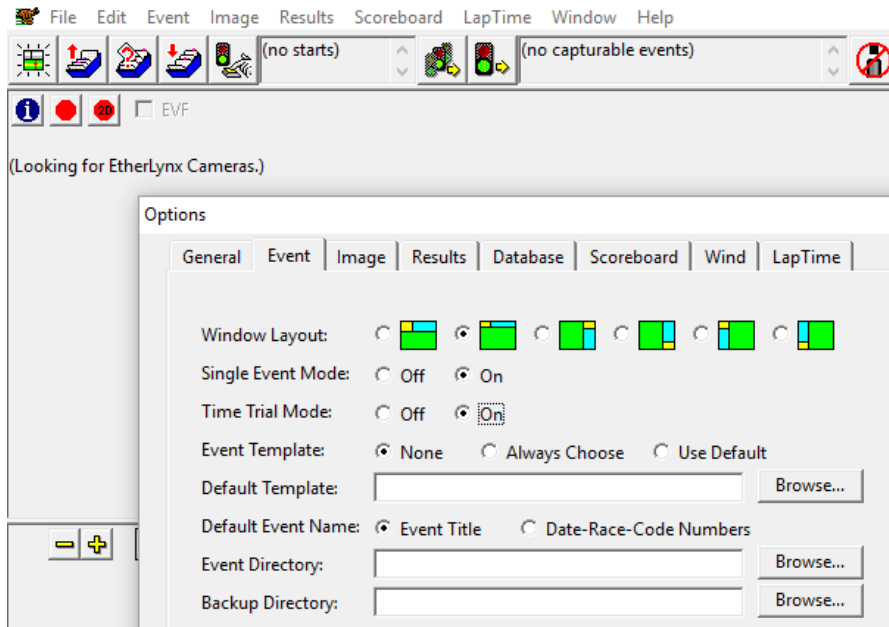 File Edit Event Image Results Scoreboard LapTime Window Help
(no starts) (no capturable events)
2D EVF
(Looking for EtherLynx Cameras.)
Options
General Event Image Results Database Scoreboard Wind LapTime
Window Layout:
Single Event Mode: Off On
Time Trial Mode: Off On
Event Template: None Always Choose Use Default
Default Template: Browse...
Default Event Name: Event Title Date-Race-Code Numbers
Event Directory: Browse...
Backup Directory: Browse...